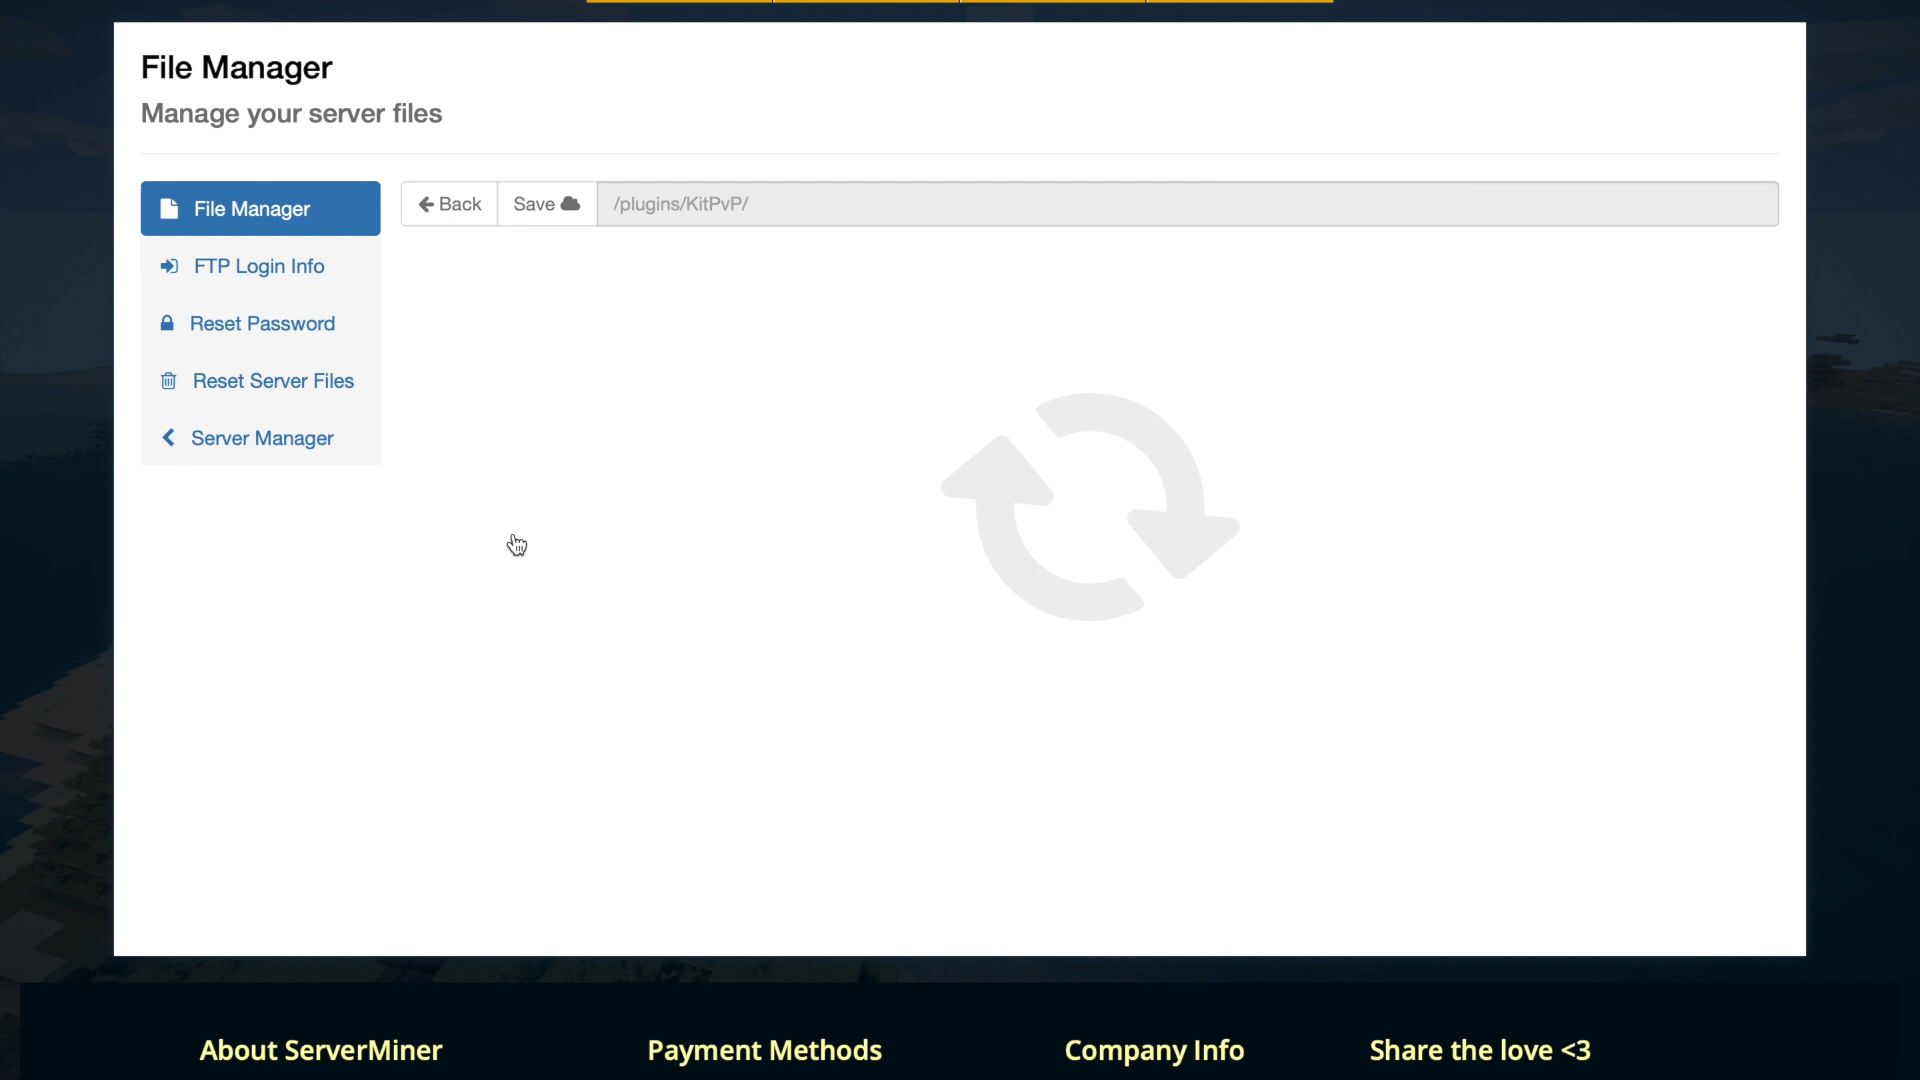 File Manager
Manage your server files
File Manager
Back Save /plugins/KitPvP/
FTP Login Info
Reset Password
Reset Server Files
Server Manager
About ServerMiner Payment Methods Company Info Share the love <3